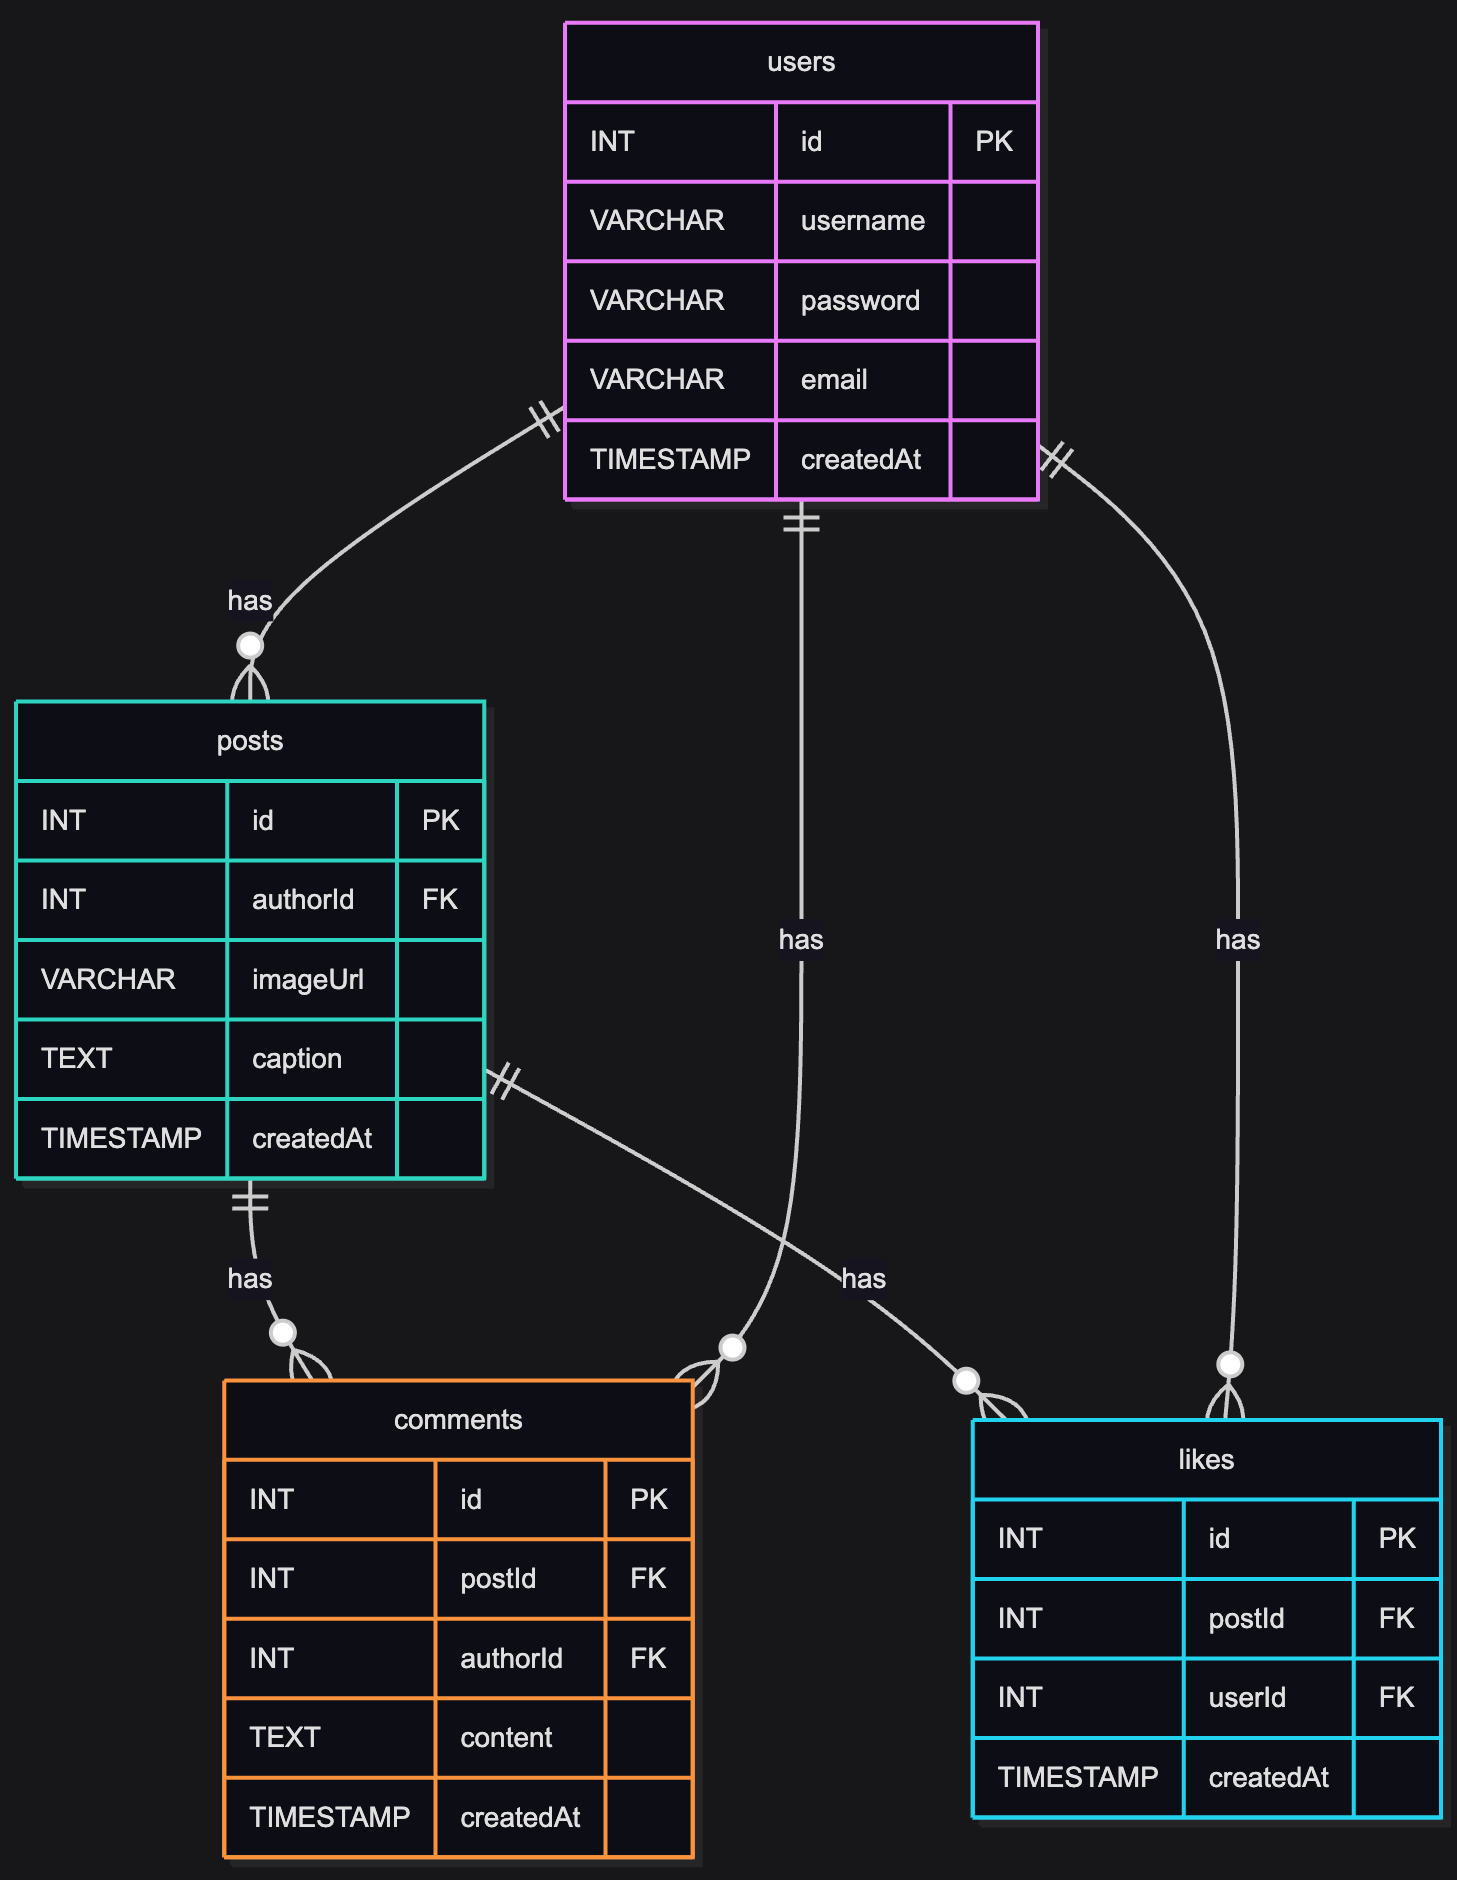 users
INT id PK
VARCHAR username
VARCHAR password
VARCHAR email
TIMESTAMP createdAt
has
posts
INT id PK
INT authorId FK
VARCHAR imageUrl
TEXT caption
TIMESTAMP createdAt
has
has
has
has
comments
INT id PK
INT postId FK
INT authorId FK
TEXT content
TIMESTAMP createdAt
likes
INT id PK
INT postId FK
INT userId FK
TIMESTAMP createdAt